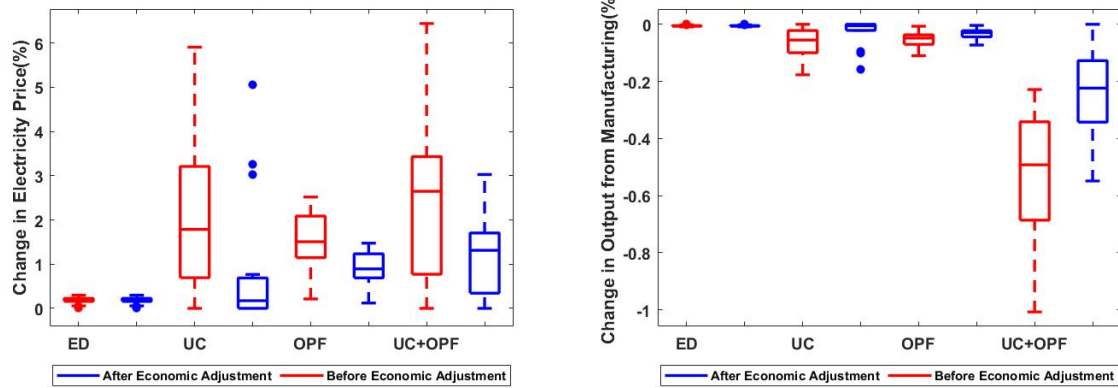 Change in Electricity Price(%)
6
5
4
3
2
1
0
ED UC OPF UC+OPF
After Economic Adjustment Before Economic Adjustment
Change in Output from Manufacturing(%)
0
-0.2
-0.4
-0.6
-0.8
-1
ED UC OPF UC+OPF
After Economic Adjustment Before Economic Adjustment